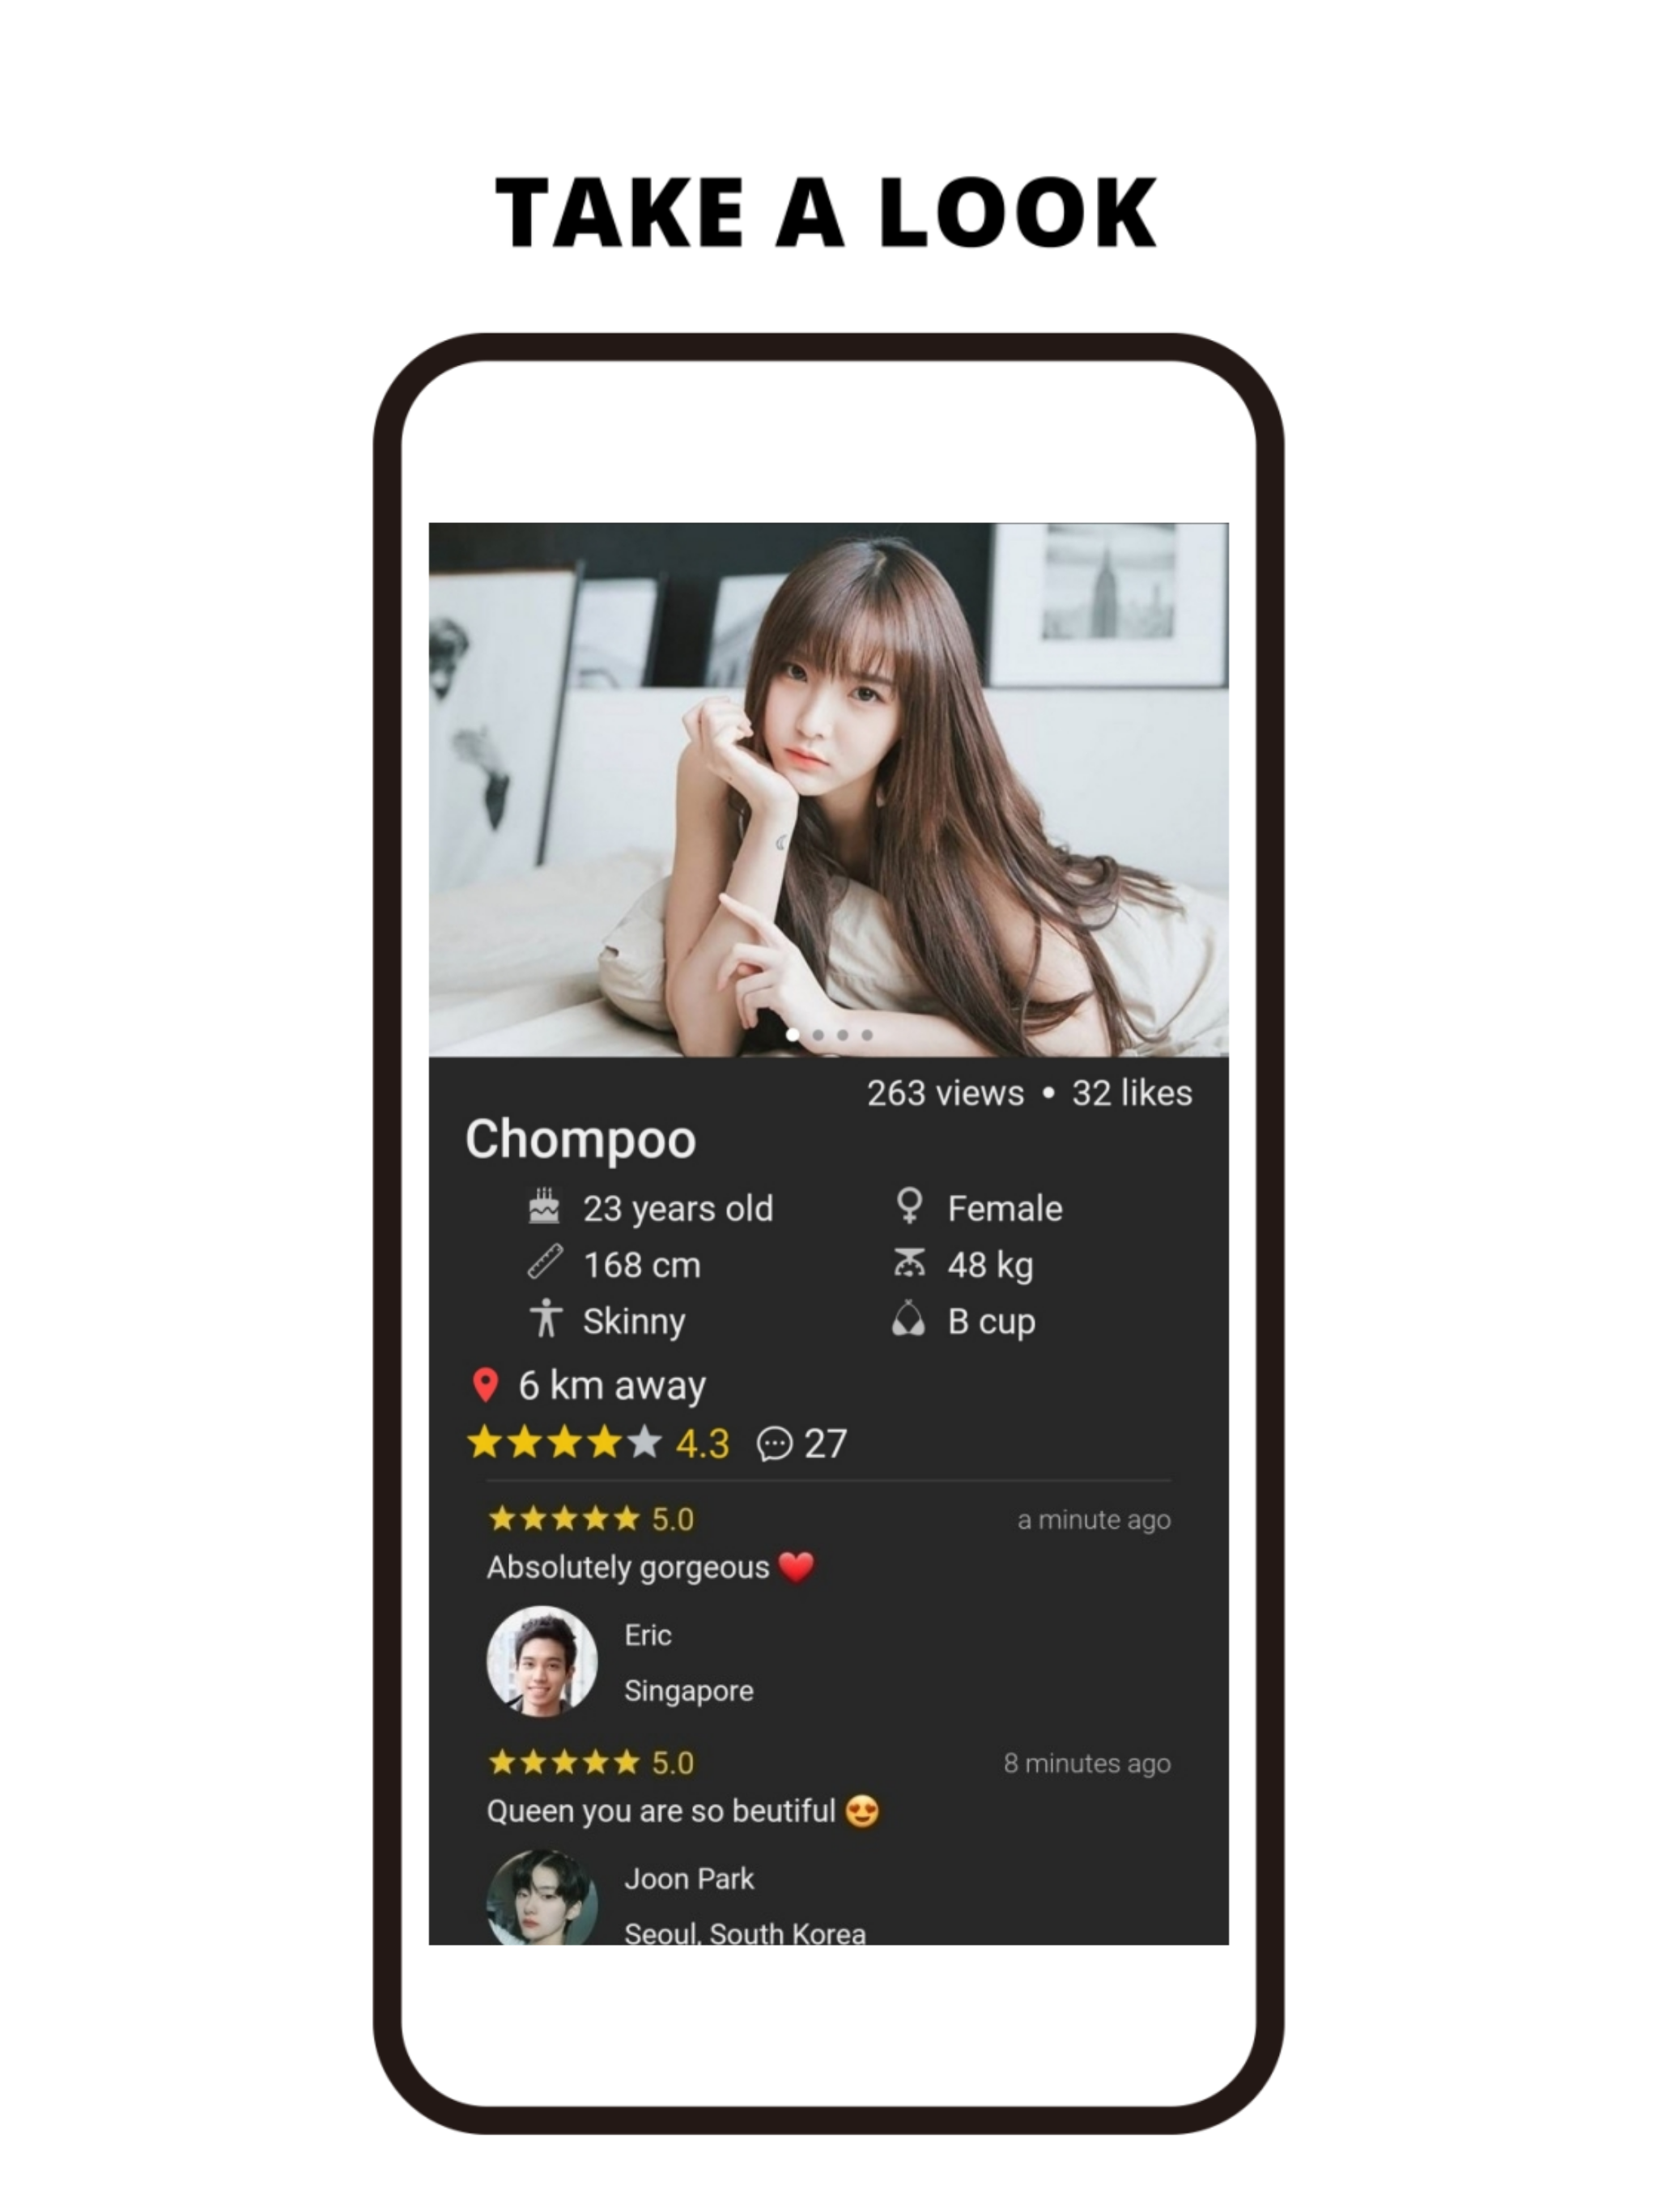 TAKE A LOOK
263 views • 32 likes
Chompoo
23 years old
Female
168 cm
48 kg
Skinny
B cup
6 km away
4.3 27
5.0
a minute ago
Absolutely gorgeous ❤️
Eric
Singapore
5.0
8 minutes ago
Queen you are so beutiful 😍
Joon Park
Seoul, South Korea